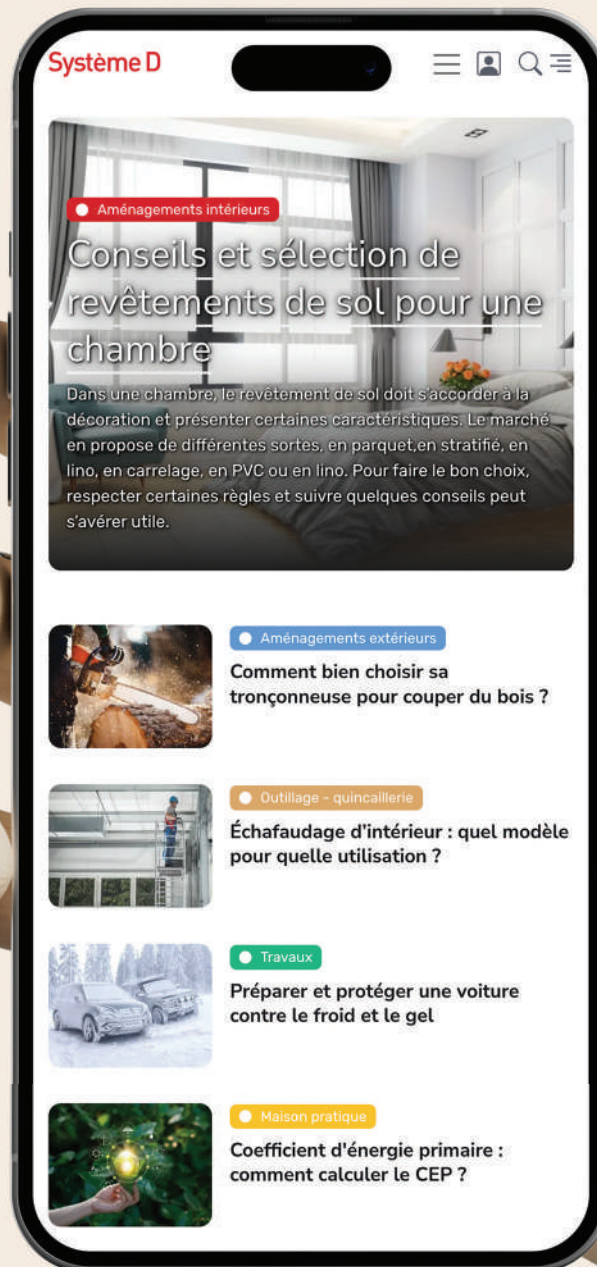 Système D
Aménagements intérieurs
Conseils et sélection de
revêtements de sol pour une
chambre
Dans une chambre, le revêtement de sol doit s'accorder à la
décoration et présenter certaines caractéristiques. Le marché
en propose de différentes sortes, en parquet,en stratifié, en
lino, en carrelage, en PVC ou en lino. Pour faire le bon choix,
respecter certaines règles et suivre quelques conseils peut
s'avérer utile.
Aménagements extérieurs
Comment bien choisir sa
tronçonneuse pour couper du bois ?
Outillage - quincaillerie
Échafaudage d'intérieur : quel modèle
pour quelle utilisation ?
Travaux
Préparer et protéger une voiture
contre le froid et le gel
Maison pratique
Coefficient d'énergie primaire :
comment calculer le CEP ?